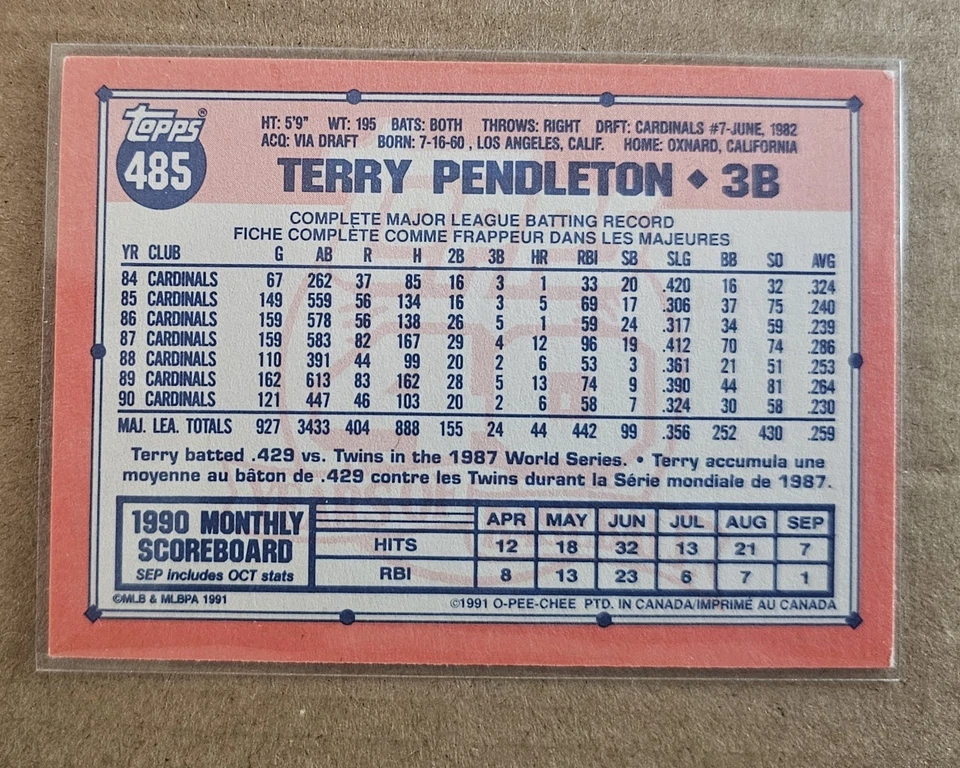 topps®
485
HT: 5'9" WT: 195 BATS: BOTH THROWS: RIGHT DRFT: CARDINALS #7-JUNE, 1982
ACQ: VIA DRAFT BORN: 7-16-60 , LOS ANGELES, CALIF. HOME: OXNARD, CALIFORNIA
TERRY PENDLETON ◆ 3B
COMPLETE MAJOR LEAGUE BATTING RECORD
FICHE COMPLÈTE COMME FRAPPEUR DANS LES MAJEURES
YR CLUB G AB R H 2B 3B HR RBI SB SLG BB SO AVG
84 CARDINALS 67 262 37 85 16 3 1 33 20 .420 16 32 .324
85 CARDINALS 149 559 56 134 16 3 5 69 17 .306 37 75 .240
86 CARDINALS 159 578 56 138 26 5 1 59 24 .317 34 59 .239
87 CARDINALS 159 583 82 167 29 4 12 96 19 .412 70 74 .286
88 CARDINALS 110 391 44 99 20 2 6 53 3 .361 21 51 .253
89 CARDINALS 162 613 83 162 28 5 13 74 9 .390 44 81 .264
90 CARDINALS 121 447 46 103 20 2 6 58 7 .324 30 58 .230
MAJ. LEA. TOTALS 927 3433 404 888 155 24 44 442 99 .356 252 430 .259
Terry batted .429 vs. Twins in the 1987 World Series. • Terry accumula une
moyenne au bâton de .429 contre les Twins durant la Série mondiale de 1987.
1990 MONTHLY
SCOREBOARD
SEP includes OCT stats
APR MAY JUN JUL AUG SEP
HITS 12 18 32 13 21 7
RBI 8 13 23 6 7 1
©MLB & MLBPA 1991
©1991 O-PEE-CHEE PTD. IN CANADA/IMPRIMÉ AU CANADA
YEARS OF